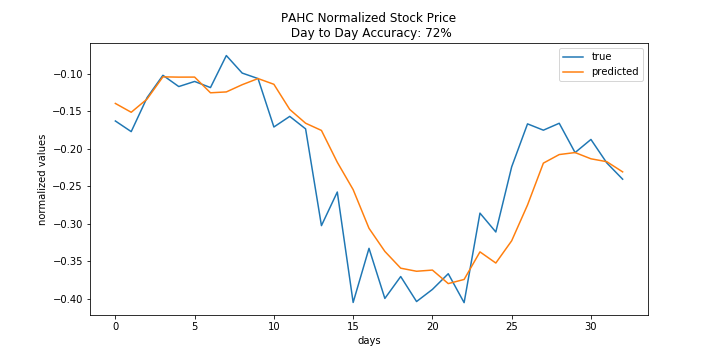 PAHC Normalized Stock Price
Day to Day Accuracy: 72%
true
predicted
normalized values
−0.10
−0.15
−0.20
−0.25
−0.30
−0.35
−0.40
0
5
10
15
20
25
30
days